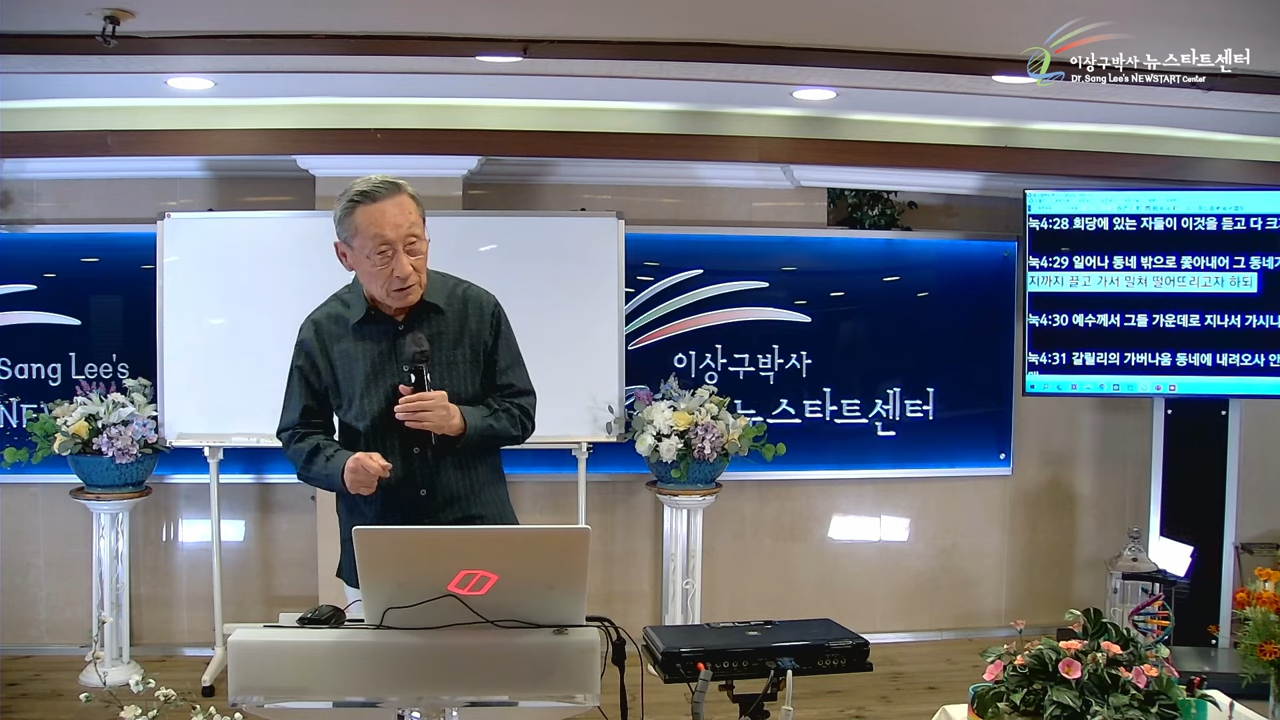 이상구박사 뉴스타트센터
Dr. Sang Lee's NEWSTART Center
눅4:28 회당에 있는 자들이 이것을 듣고 다 크
눅4:29 일어나 동네 밖으로 쫓아내어 그 동네가
지까지 끌고 가서 밀쳐 떨어뜨리고자 하되
눅4:30 예수께서 그들 가운데로 지나서 가시니
눅4:31 갈릴리의 가버나움 동네에 내려오사 안
Sang Lee's
NEW
이상구박사
뉴스타트센터